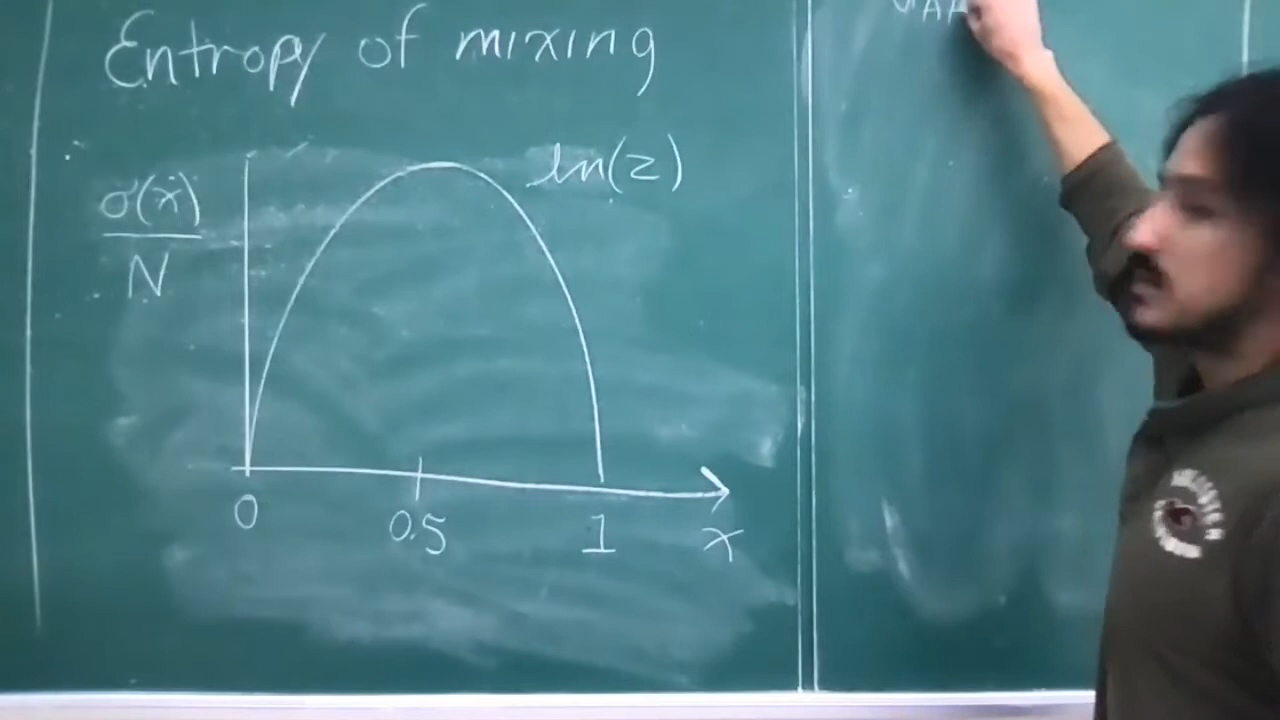 Entropy of mixing
ln(2)
σ(x)
N
0
0.5
1
x